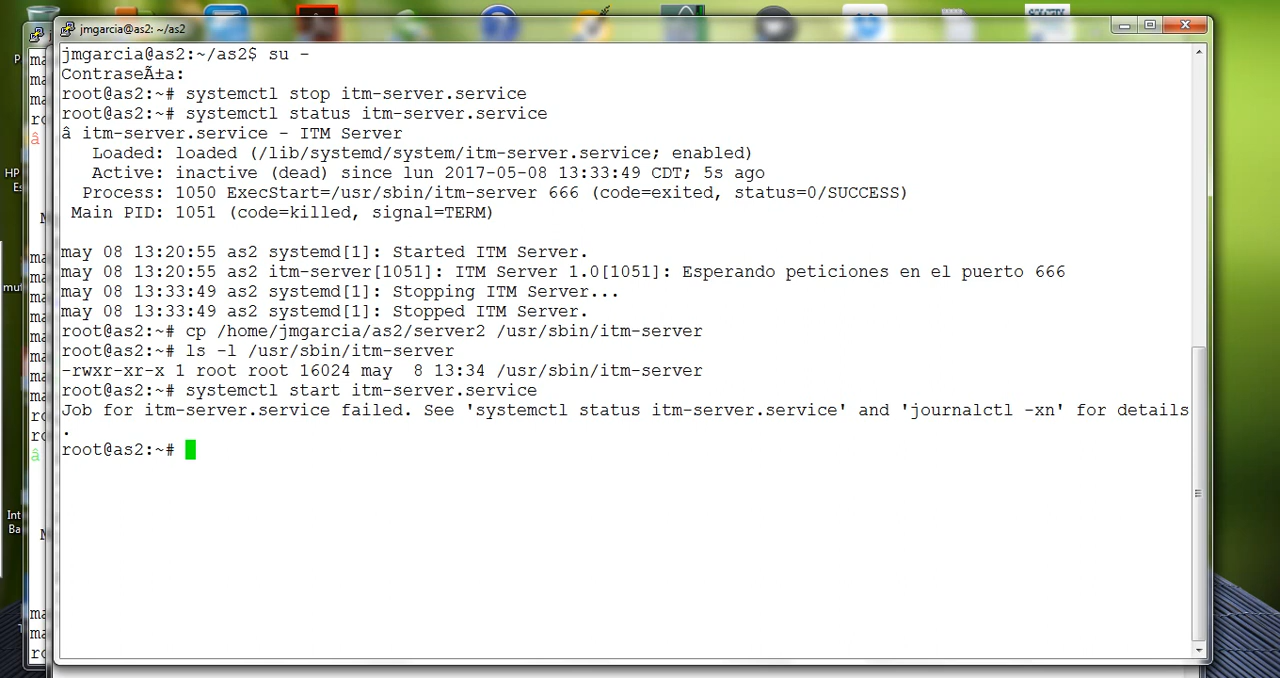 jmgarcia@as2: ~/as2
jmgarcia@as2:~/as2$ su -
ContraseÃ±a:
root@as2:~# systemctl stop itm-server.service
root@as2:~# systemctl status itm-server.service
â itm-server.service - ITM Server
   Loaded: loaded (/lib/systemd/system/itm-server.service; enabled)
   Active: inactive (dead) since lun 2017-05-08 13:33:49 CDT; 5s ago
  Process: 1050 ExecStart=/usr/sbin/itm-server 666 (code=exited, status=0/SUCCESS)
 Main PID: 1051 (code=killed, signal=TERM)
may 08 13:20:55 as2 systemd[1]: Started ITM Server.
may 08 13:20:55 as2 itm-server[1051]: ITM Server 1.0[1051]: Esperando peticiones en el puerto 666
may 08 13:33:49 as2 systemd[1]: Stopping ITM Server...
may 08 13:33:49 as2 systemd[1]: Stopped ITM Server.
root@as2:~# cp /home/jmgarcia/as2/server2 /usr/sbin/itm-server
root@as2:~# ls -l /usr/sbin/itm-server
-rwxr-xr-x 1 root root 16024 may  8 13:34 /usr/sbin/itm-server
root@as2:~# systemctl start itm-server.service
Job for itm-server.service failed. See 'systemctl status itm-server.service' and 'journalctl -xn' for details
.
root@as2:~#
HP